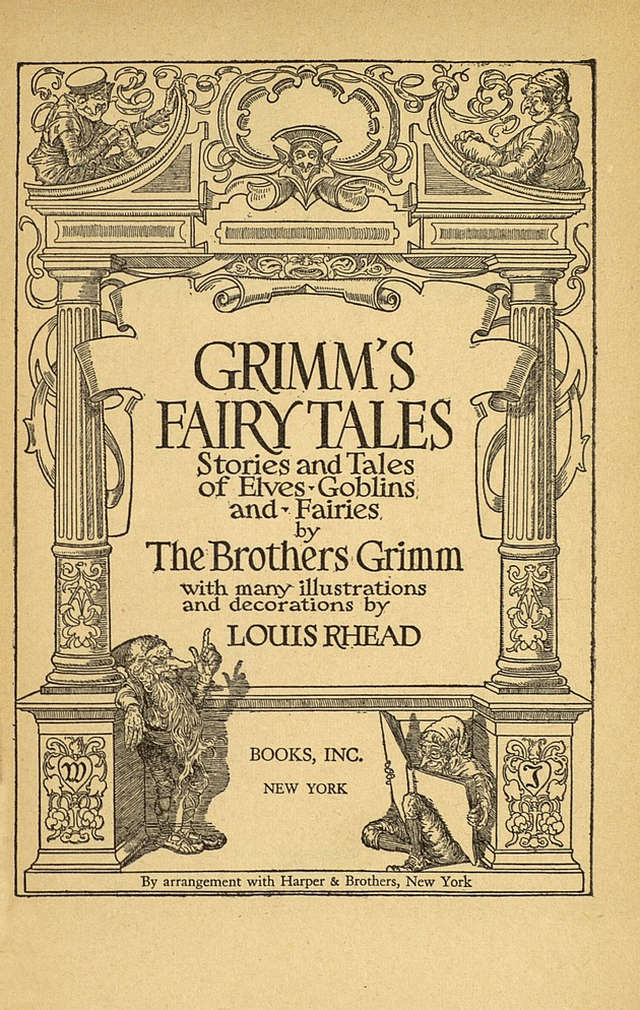 GRIMM'S
FAIRY TALES
Stories and Tales
of Elves-Goblins
and-Fairies
by
The Brothers Grimm
with many illustrations
and decorations by
LOUIS RHEAD
BOOKS, INC.
NEW YORK
W
J
By arrangement with Harper & Brothers, New York